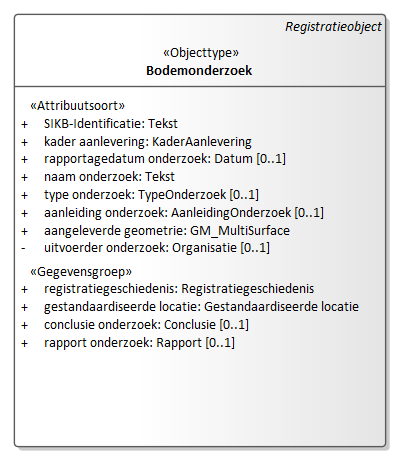 Registratieobject
«Objecttype»
Bodemonderzoek
«Attribuutsoort»
+ SIKB-Identificatie: Tekst
+ kader aanlevering: KaderAanlevering
+ rapportagedatum onderzoek: Datum [0..1]
+ naam onderzoek: Tekst
+ type onderzoek: TypeOnderzoek [0..1]
+ aanleiding onderzoek: AanleidingOnderzoek [0..1]
+ aangeleverde geometrie: GM_MultiSurface
- uitvoerder onderzoek: Organisatie [0..1]
«Gegevensgroep»
+ registratiegeschiedenis: Registratiegeschiedenis
+ gestandaardiseerde locatie: Gestandaardiseerde locatie
+ conclusie onderzoek: Conclusie [0..1]
+ rapport onderzoek: Rapport [0..1]